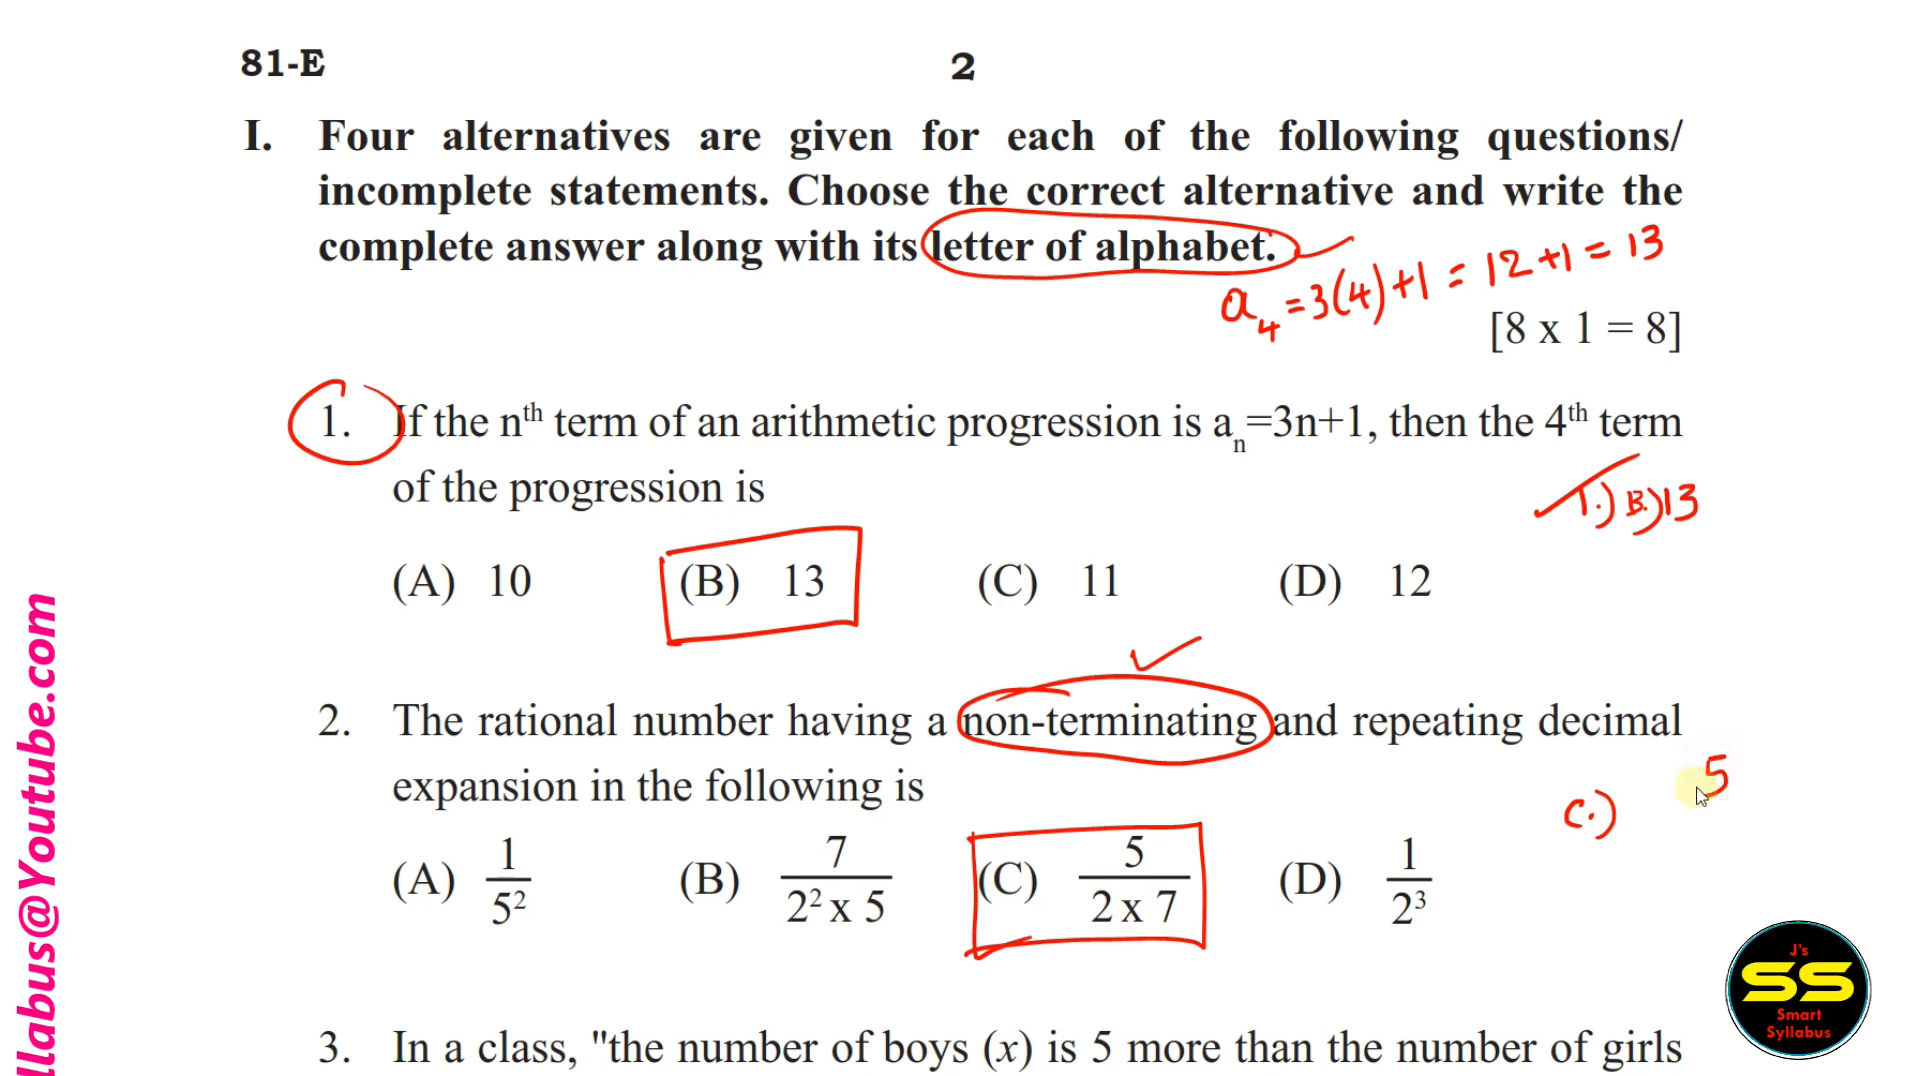 81-E 2
I. Four alternatives are given for each of the following questions/
incomplete statements. Choose the correct alternative and write the
complete answer along with its letter of alphabet.
a₄ = 3(4)+1 = 12+1 = 13
[8 x 1 = 8]
1. If the nᵗʰ term of an arithmetic progression is aₙ=3n+1, then the 4ᵗʰ term
of the progression is
1.) B.) 13
(A) 10 (B) 13 (C) 11 (D) 12
2. The rational number having a non-terminating and repeating decimal
expansion in the following is
C.) 5
(A) 1/5² (B) 7/2² x 5 (C) 5/2 x 7 (D) 1/2³
3. In a class, "the number of boys (x) is 5 more than the number of girls
llabus@Youtube.com
J's
SS
Smart
Syllabus